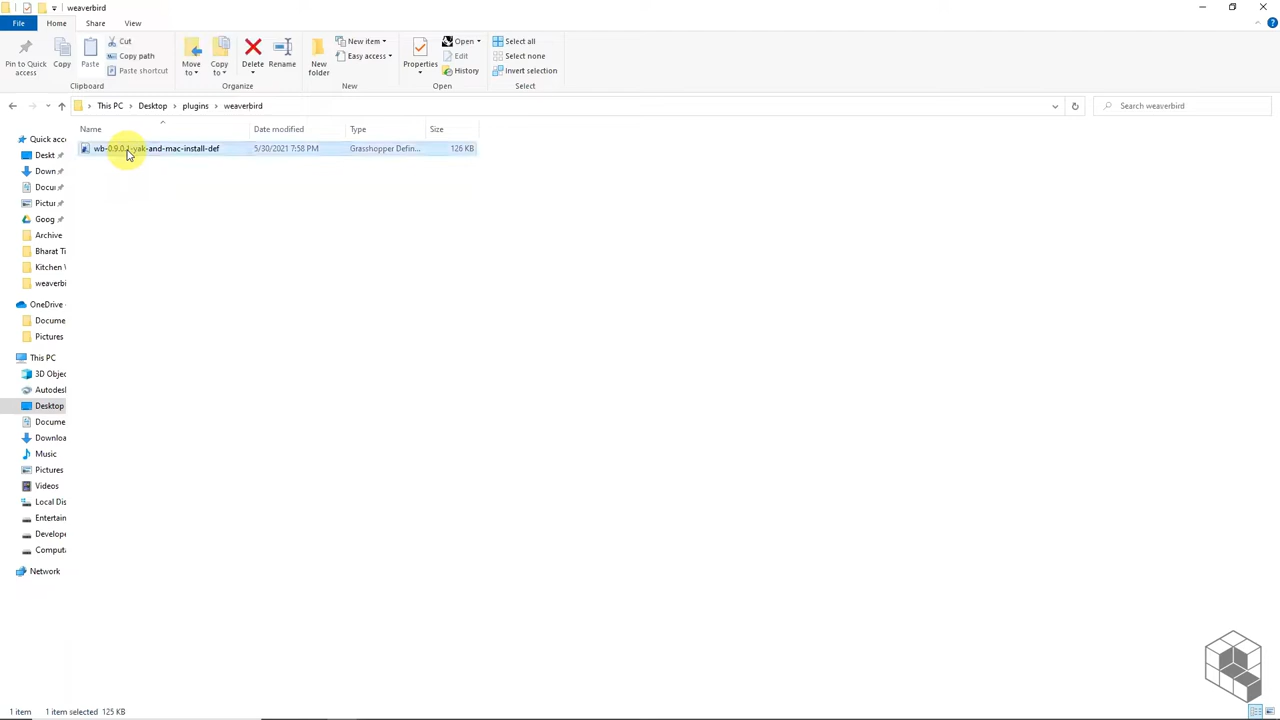 weaverbird
File Home Share View
Pin to Quick access
Copy
Paste
Cut
Copy path
Paste shortcut
Clipboard
Move to
Copy to
Delete
Rename
Organize
New folder
New item
Easy access
New
Properties
Open
Edit
History
Open
Select all
Select none
Invert selection
Select
This PC > Desktop > plugins > weaverbird
Search weaverbird
Name Date modified Type Size
wb-0.9.0.1-yak-and-mac-install-def 5/30/2021 7:58 PM Grasshopper Defin... 126 KB
Quick acce
Deskt
Down
Docu
Pictur
Goog
Archive
Bharat Ti
Kitchen V
weaverbi
OneDrive -
Docume
Pictures
This PC
3D Objec
Autodesk
Desktop
Docume
Downloa
Music
Pictures
Videos
Local Dis
Entertain
Develope
Computa
Network
1 item 1 item selected 125 KB